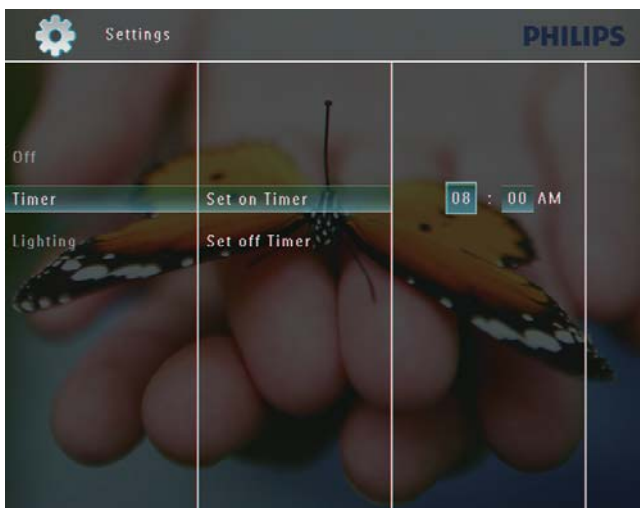 Settings
PHILIPS
Off
Timer
Set on Timer
08 : 00 AM
Lighting
Set off Timer